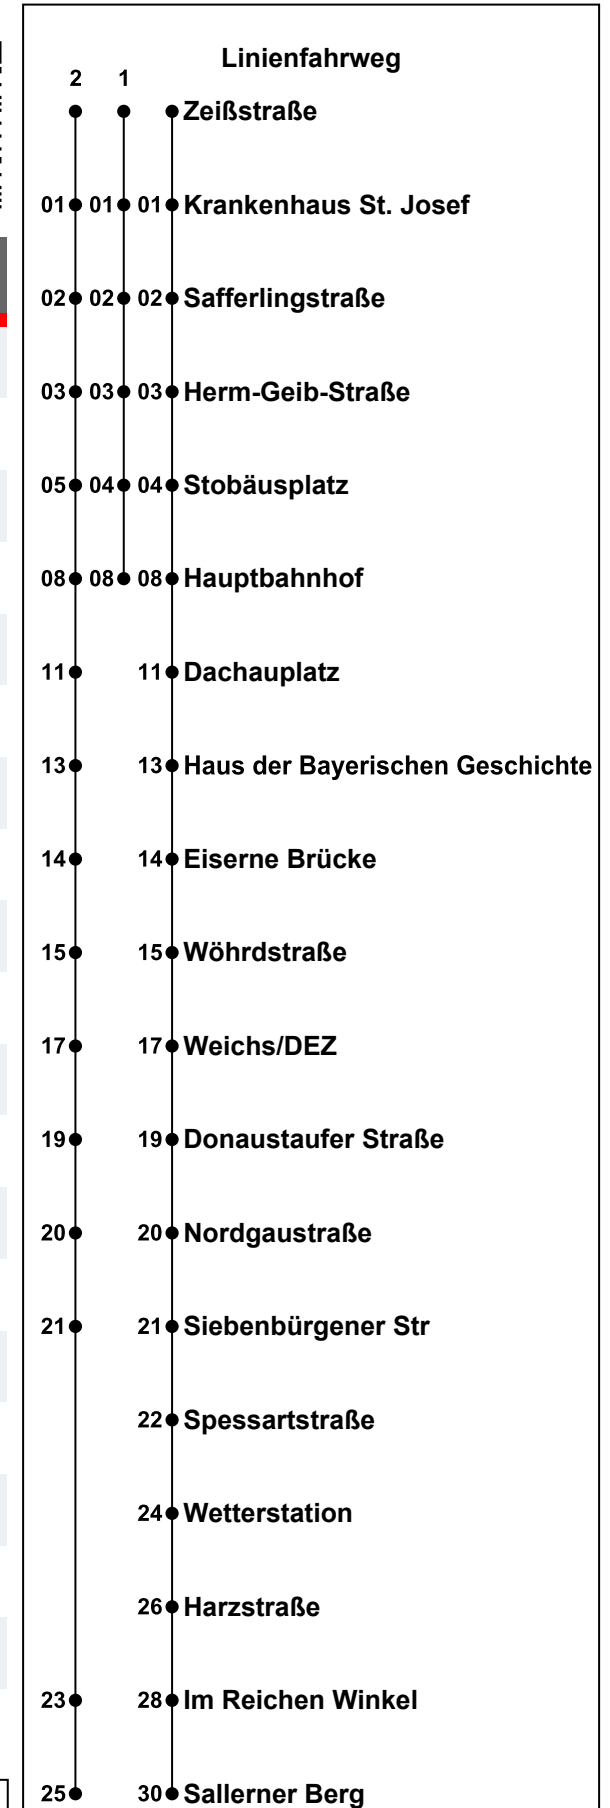 Linienfahrweg
2 1
Zeißstraße
01 01 01 Krankenhaus St. Josef
02 02 02 Safferlingstraße
03 03 03 Herm-Geib-Straße
05 04 04 Stobäusplatz
08 08 08 Hauptbahnhof
11 11 Dachauplatz
13 13 Haus der Bayerischen Geschichte
14 14 Eiserne Brücke
15 15 Wöhrdstraße
17 17 Weichs/DEZ
19 19 Donaustaufer Straße
20 20 Nordgaustraße
21 21 Siebenbürgener Str
22 Spessartstraße
24 Wetterstation
26 Harzstraße
23 28 Im Reichen Winkel
25 30 Sallerner Berg